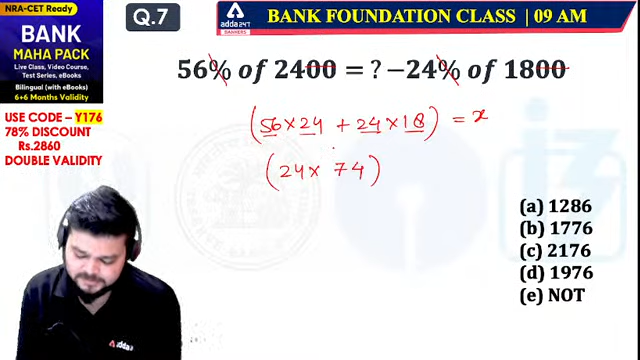 NRA-CET Ready
BANK
MAHA PACK
Live Class, Video Course,
Test Series, eBooks
Bilingual (with eBooks)
6+6 Months Validity
USE CODE – Y176
78% DISCOUNT
Rs.2860
DOUBLE VALIDITY
Q.7
adda247
BANNERS
BANK FOUNDATION CLASS | 09 AM
56% of 2400 = ? − 24% of 1800
(56 × 24 + 24 × 18) = x
(24 × 74)
(a) 1286
(b) 1776
(c) 2176
(d) 1976
(e) NOT
adda247